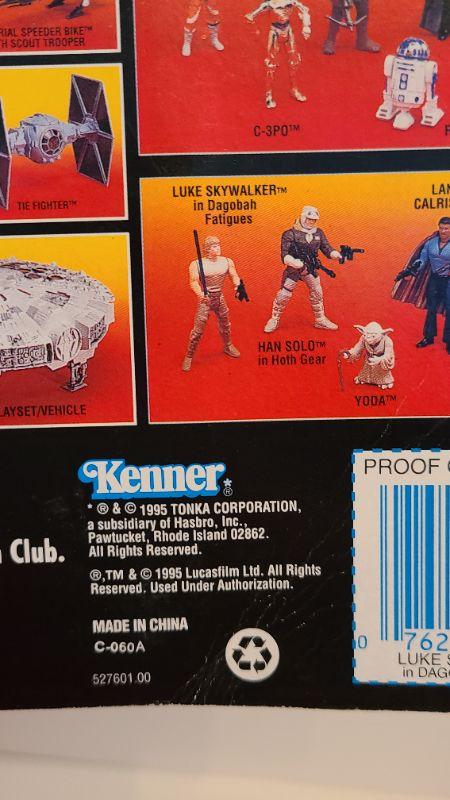 RIAL SPEEDER BIKE™
TH SCOUT TROOPER
C-3PO™
TIE FIGHTER™
LUKE SKYWALKER™
in Dagobah
Fatigues
LAN
CALRIS
HAN SOLO™
in Hoth Gear
YODA™
LAYSET/VEHICLE
Kenner®*
PROOF O
* ® & © 1995 TONKA CORPORATION,
a subsidiary of Hasbro, Inc.,
Pawtucket, Rhode Island 02862.
All Rights Reserved.
Club.
®,TM & © 1995 Lucasfilm Ltd. All Rights
Reserved. Used Under Authorization.
MADE IN CHINA
C-060A
527601.00
0 762
LUKE S
in DAG